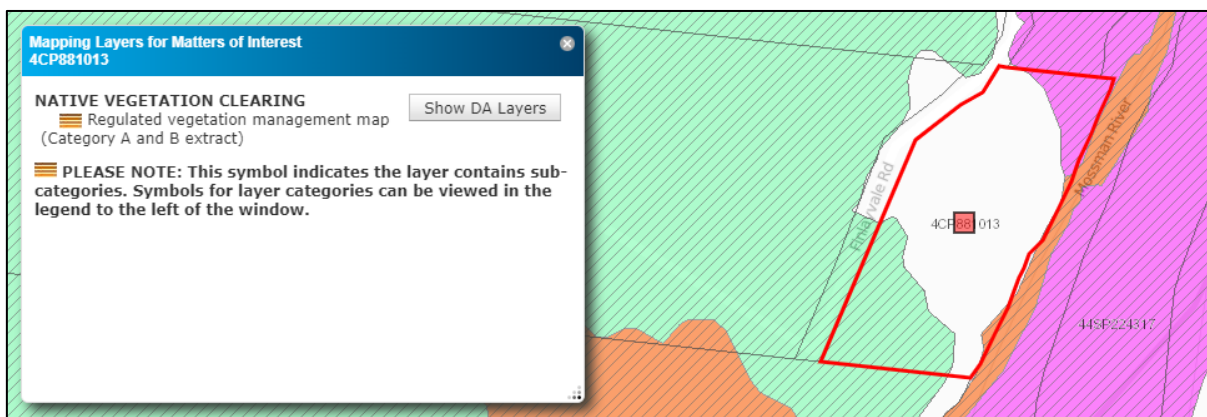 Mapping Layers for Matters of Interest
4CP881013
NATIVE VEGETATION CLEARING
Show DA Layers
Regulated vegetation management map
(Category A and B extract)
PLEASE NOTE: This symbol indicates the layer contains sub-
categories. Symbols for layer categories can be viewed in the
legend to the left of the window.
Finlayvale Rd
Mossman River
4CP881013
44SP224317